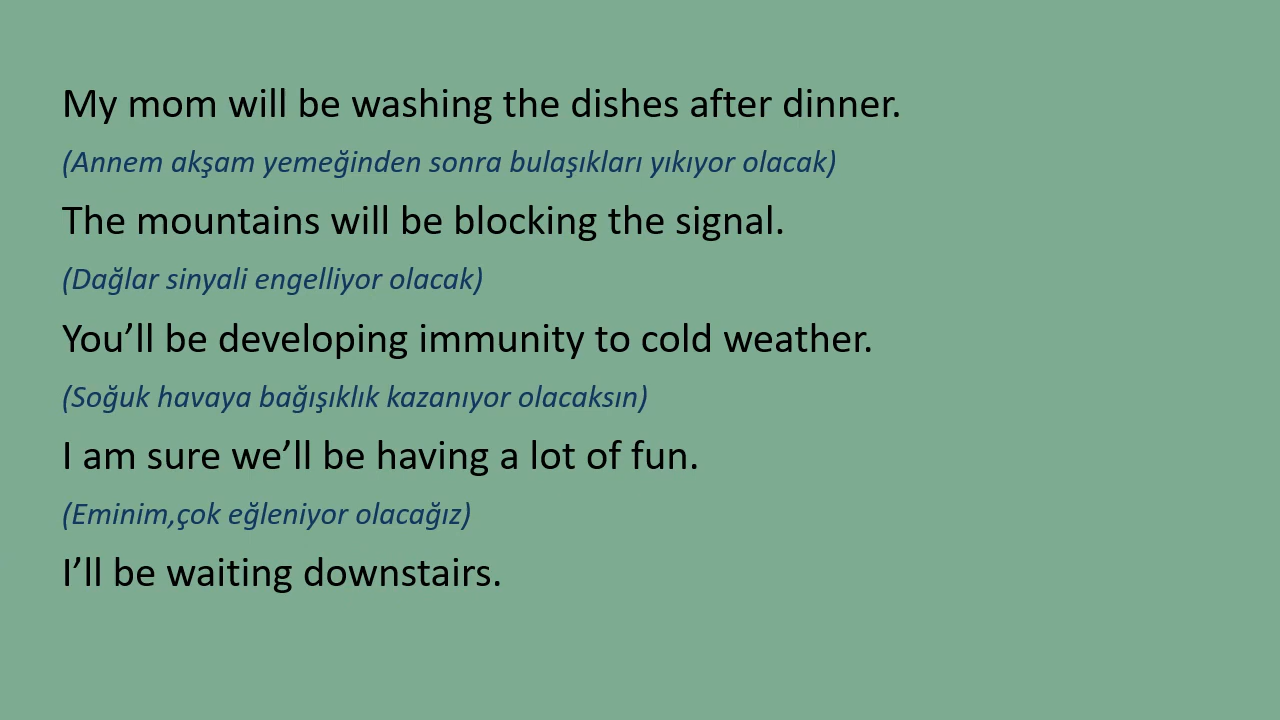 My mom will be washing the dishes after dinner.
(Annem akşam yemeğinden sonra bulaşıkları yıkıyor olacak)
The mountains will be blocking the signal.
(Dağlar sinyali engelliyor olacak)
You’ll be developing immunity to cold weather.
(Soğuk havaya bağışıklık kazanıyor olacaksın)
I am sure we’ll be having a lot of fun.
(Eminim,çok eğleniyor olacağız)
I’ll be waiting downstairs.